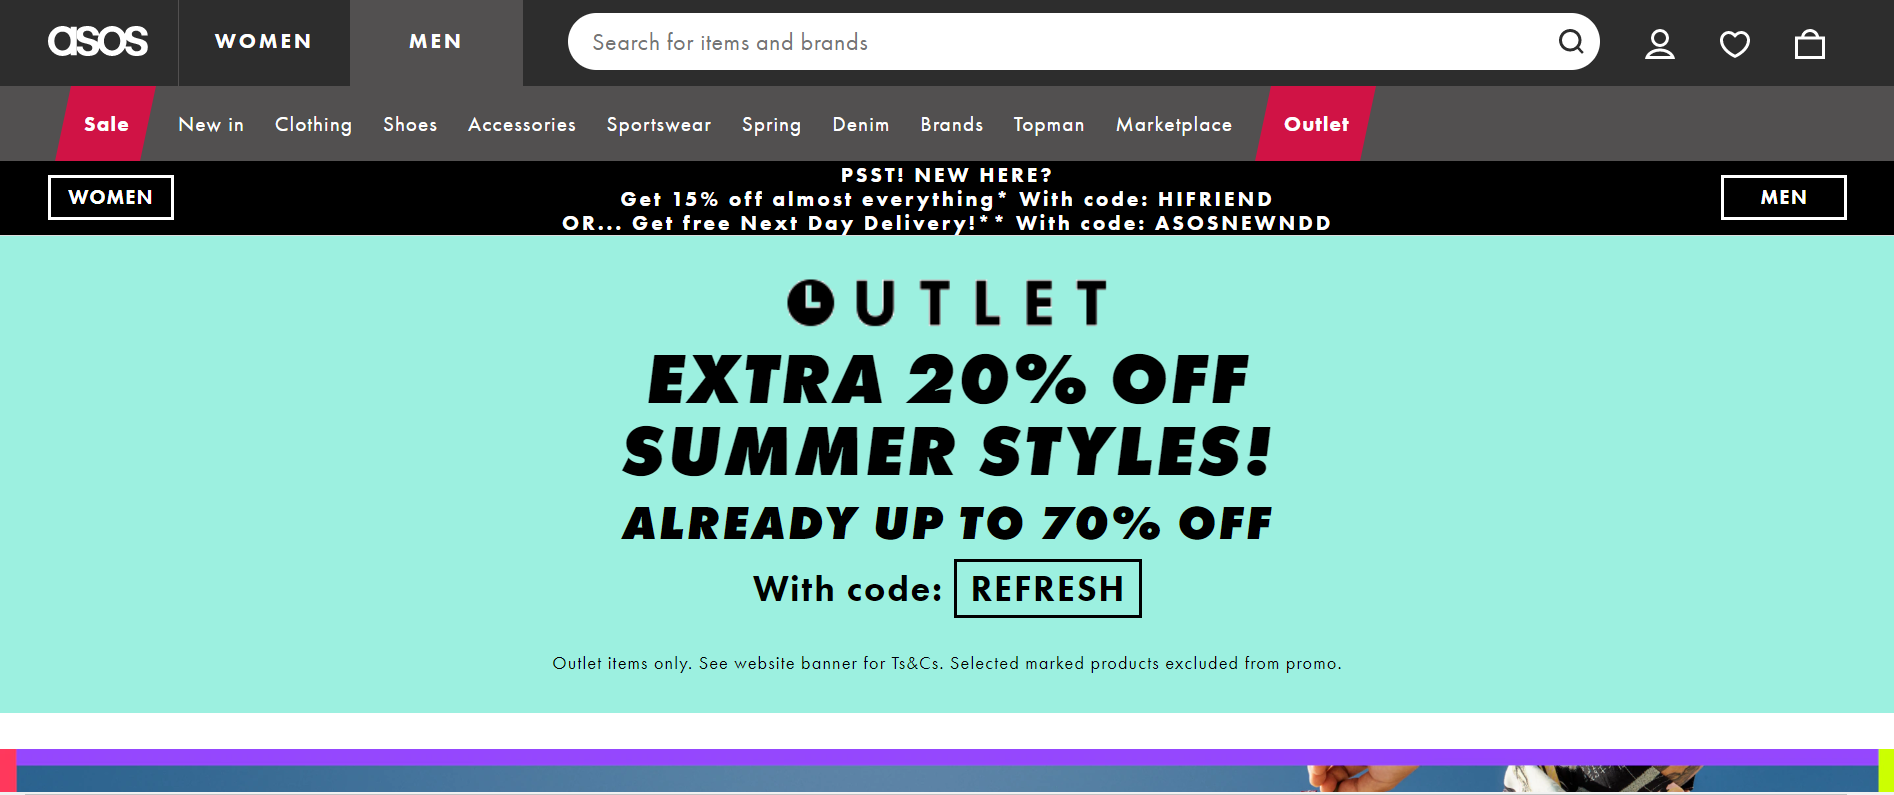 asos WOMEN MEN Search for items and brands
Sale New in Clothing Shoes Accessories Sportswear Spring Denim Brands Topman Marketplace Outlet
WOMEN
PSST! NEW HERE?
Get 15% off almost everything* With code: HIFRIEND
OR... Get free Next Day Delivery!** With code: ASOSNEWNDD
MEN
OUTLET
EXTRA 20% OFF
SUMMER STYLES!
ALREADY UP TO 70% OFF
With code: REFRESH
Outlet items only. See website banner for Ts&Cs. Selected marked products excluded from promo.